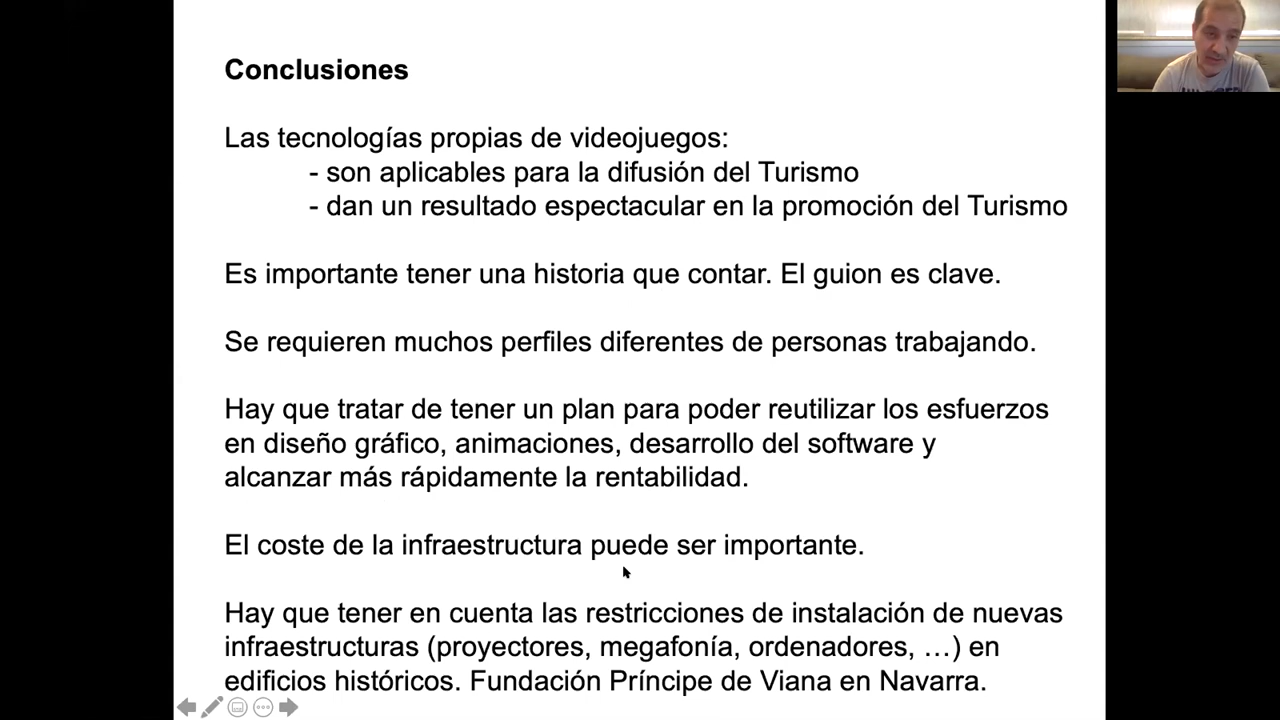 Conclusiones
Las tecnologías propias de videojuegos:
- son aplicables para la difusión del Turismo
- dan un resultado espectacular en la promoción del Turismo
Es importante tener una historia que contar. El guion es clave.
Se requieren muchos perfiles diferentes de personas trabajando.
Hay que tratar de tener un plan para poder reutilizar los esfuerzos
en diseño gráfico, animaciones, desarrollo del software y
alcanzar más rápidamente la rentabilidad.
El coste de la infraestructura puede ser importante.
Hay que tener en cuenta las restricciones de instalación de nuevas
infraestructuras (proyectores, megafonía, ordenadores, …) en
edificios históricos. Fundación Príncipe de Viana en Navarra.